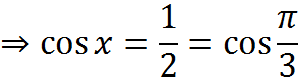 ⇒ cos x = 1/2 = cos π/3